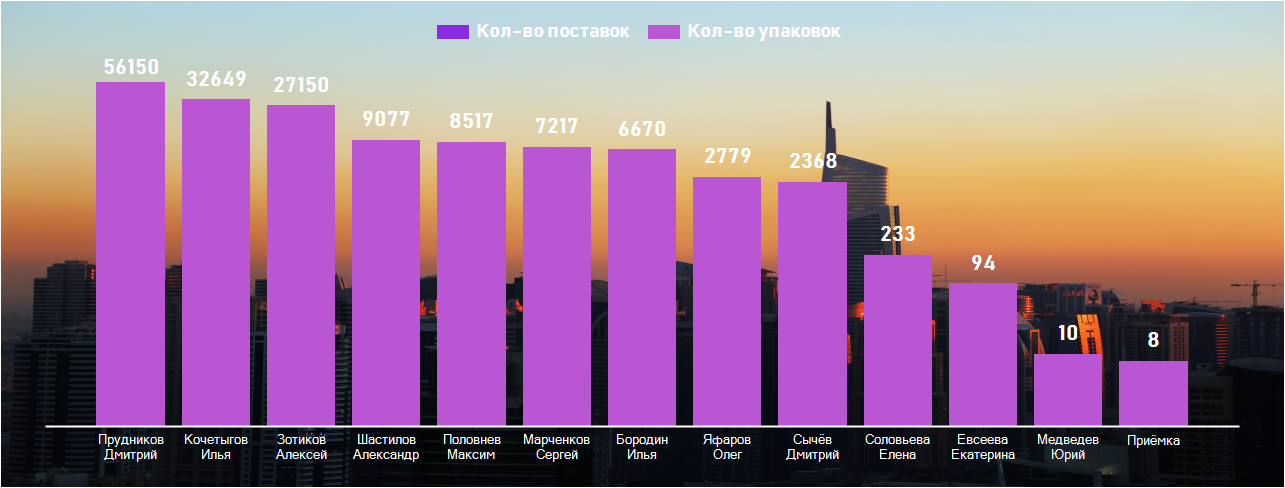 Кол-во поставок Кол-во упаковок
56150 32649 27150 9077 8517 7217 6670 2779 2368 233 94 10 8
Прудников Кочетыгов Зотиков Шастилов Половнев Марченков Бородин Яфаров Сычёв Соловьева Евсеева Медведев Приёмка
Дмитрий Илья Алексей Александр Максим Сергей Илья Олег Дмитрий Елена Екатерина Юрий